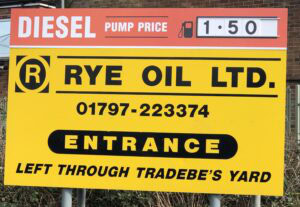 DIESEL PUMP PRICE 1·50
R RYE OIL LTD.
01797-223374
ENTRANCE
LEFT THROUGH TRADEBE'S YARD